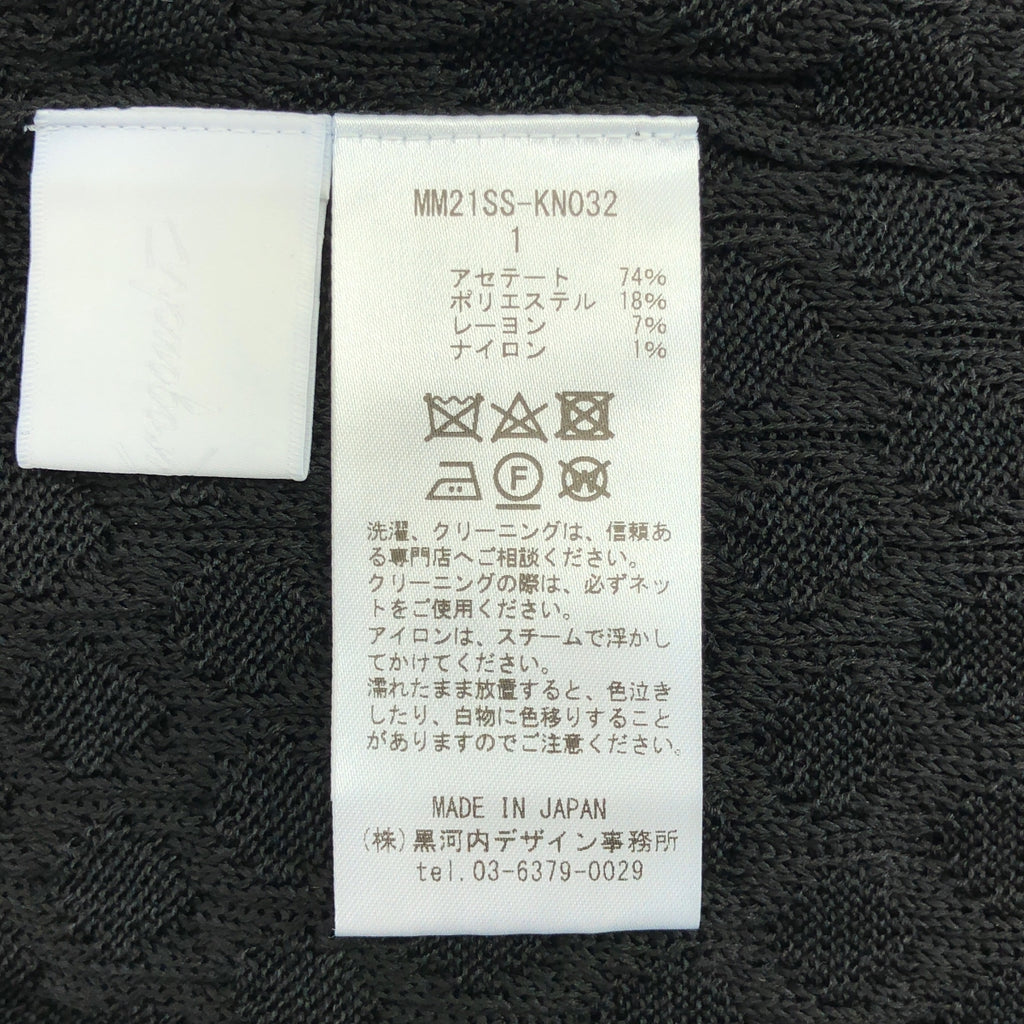 MM21SS-KN032
1
アセテート 74%
ポリエステル 18%
レーヨン 7%
ナイロン 1%
F
W
洗濯、クリーニングは、信頼あ
る専門店へご相談ください。
クリーニングの際は、必ずネッ
トをご使用ください。
アイロンは、スチームで浮かし
てかけてください。
濡れたまま放置すると、色泣き
したり、白物に色移りすること
がありますのでご注意ください。
MADE IN JAPAN
(株)黒河内デザイン事務所
tel.03-6379-0029